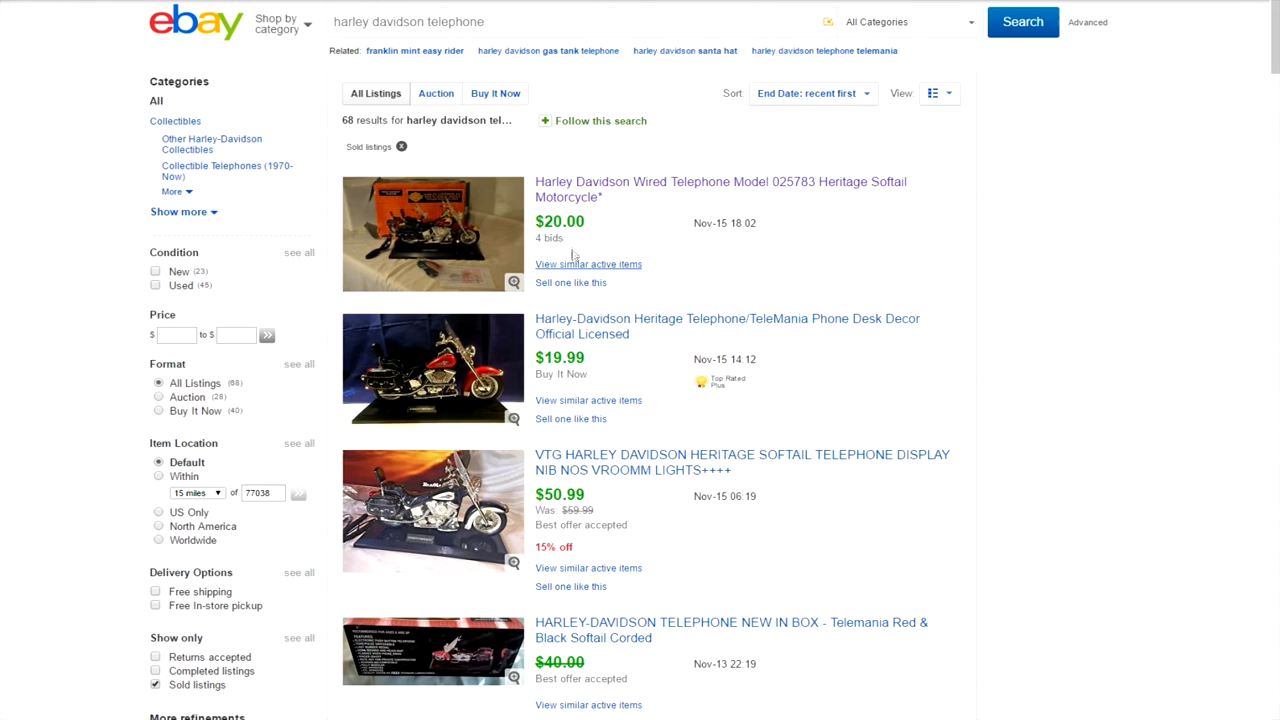 ebay
Shop by
category
harley davidson telephone
All Categories
Search
Advanced
Related: franklin mint easy rider harley davidson gas tank telephone harley davidson santa hat harley davidson telephone telemania
Categories
All
Collectibles
Other Harley-Davidson
Collectibles
Collectible Telephones (1970-
Now)
More
Show more
Condition see all
New (23)
Used (45)
Price
$ to $
Format see all
All Listings (68)
Auction (28)
Buy It Now (40)
Item Location see all
Default
Within
15 miles of 77038
US Only
North America
Worldwide
Delivery Options see all
Free shipping
Free In-store pickup
Show only see all
Returns accepted
Completed listings
Sold listings
More refinements
All Listings Auction Buy It Now
Sort: End Date: recent first View:
68 results for harley davidson tel... Follow this search
Sold listings
Harley Davidson Wired Telephone Model 025783 Heritage Softail
Motorcycle*
$20.00 Nov-15 18:02
4 bids
View similar active items
Sell one like this
Harley-Davidson Heritage Telephone/TeleMania Phone Desk Decor
Official Licensed
$19.99 Nov-15 14:12
Buy It Now
Top Rated
Plus
View similar active items
Sell one like this
VTG HARLEY DAVIDSON HERITAGE SOFTAIL TELEPHONE DISPLAY
NIB NOS VROOMM LIGHTS++++
$50.99 Nov-15 06:19
Was: $59.99
Best offer accepted
15% off
View similar active items
Sell one like this
HARLEY-DAVIDSON TELEPHONE NEW IN BOX - Telemania Red &
Black Softail Corded
$40.00 Nov-13 22:19
Best offer accepted
View similar active items